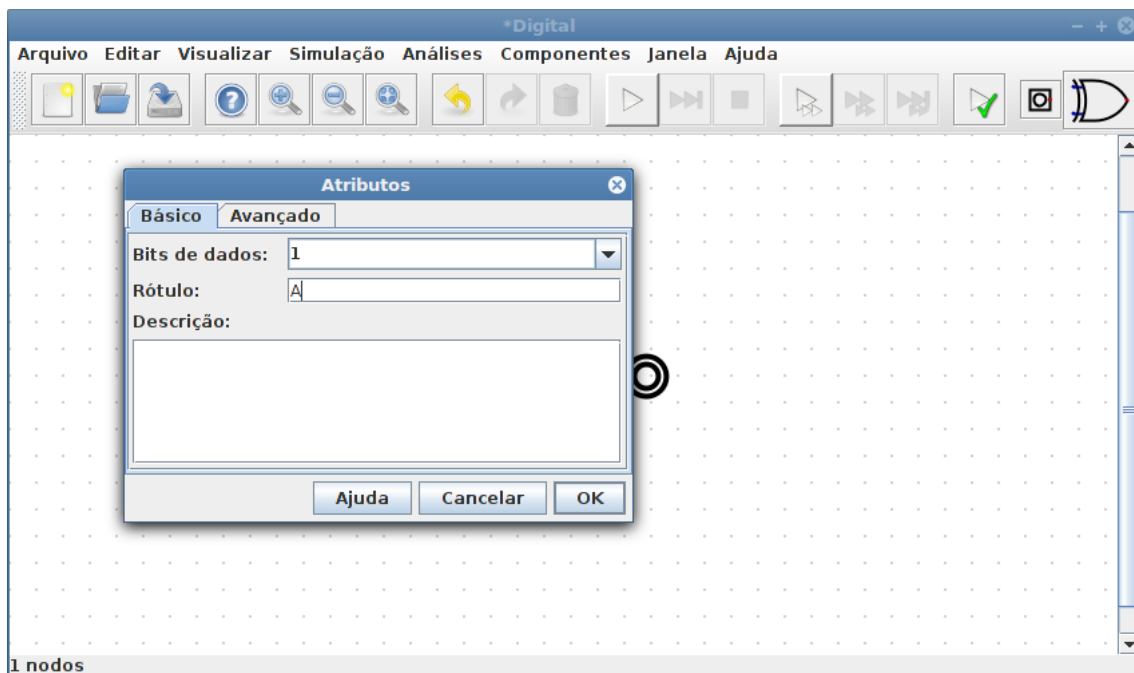 *Digital
Arquivo Editar Visualizar Simulação Análises Componentes Janela Ajuda
Atributos
Básico Avançado
Bits de dados: 1
Rótulo: A
Descrição:
Ajuda Cancelar OK
1 nodos